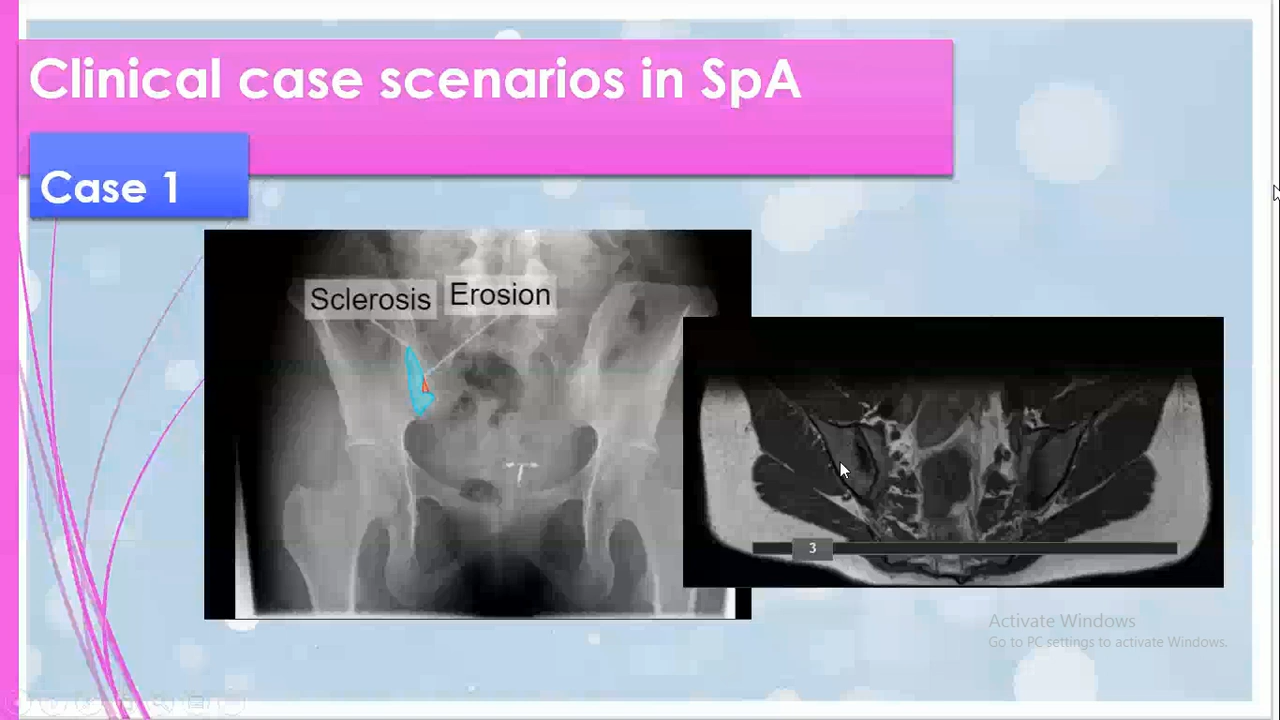 Clinical case scenarios in SpA
Case 1
Sclerosis
Erosion
3
Activate Windows
Go to PC settings to activate Windows.